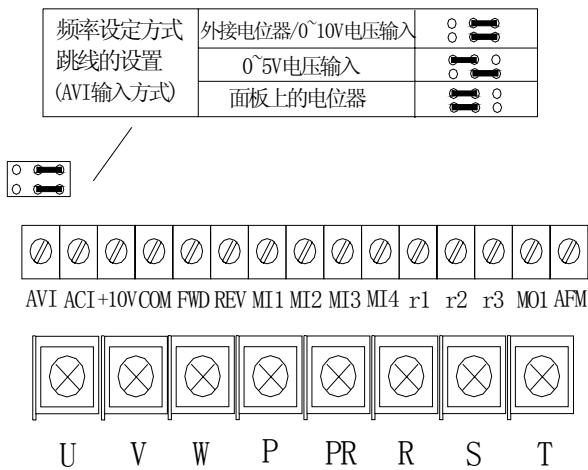 频率设定方式
跳线的设置
(AVI输入方式)
外接电位器/0~10V电压输入
0~5V电压输入
面板上的电位器
AVI ACI +10V COM FWD REV MI1 MI2 MI3 MI4 r1 r2 r3 MO1 AFM
U V W P PR R S T